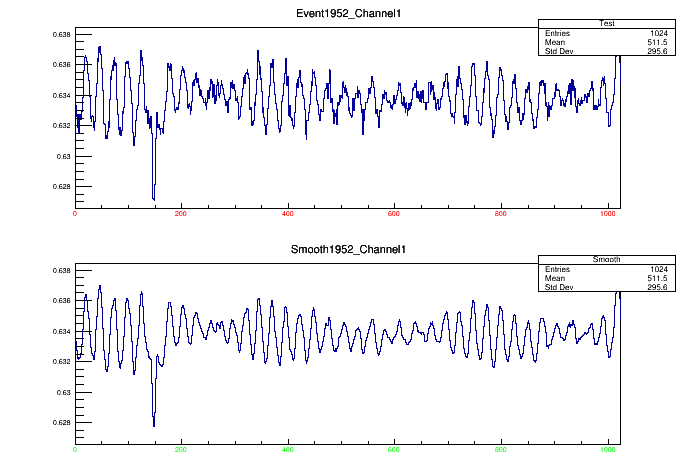 Event1952_Channel1
Test
Entries 1024
Mean 511.5
Std Dev 295.6
0.638
0.636
0.634
0.632
0.63
0.628
0 200 400 600 800 1000
Smooth1952_Channel1
Smooth
Entries 1024
Mean 511.5
Std Dev 295.6
0.638
0.636
0.634
0.632
0.63
0.628
0 200 400 600 800 1000